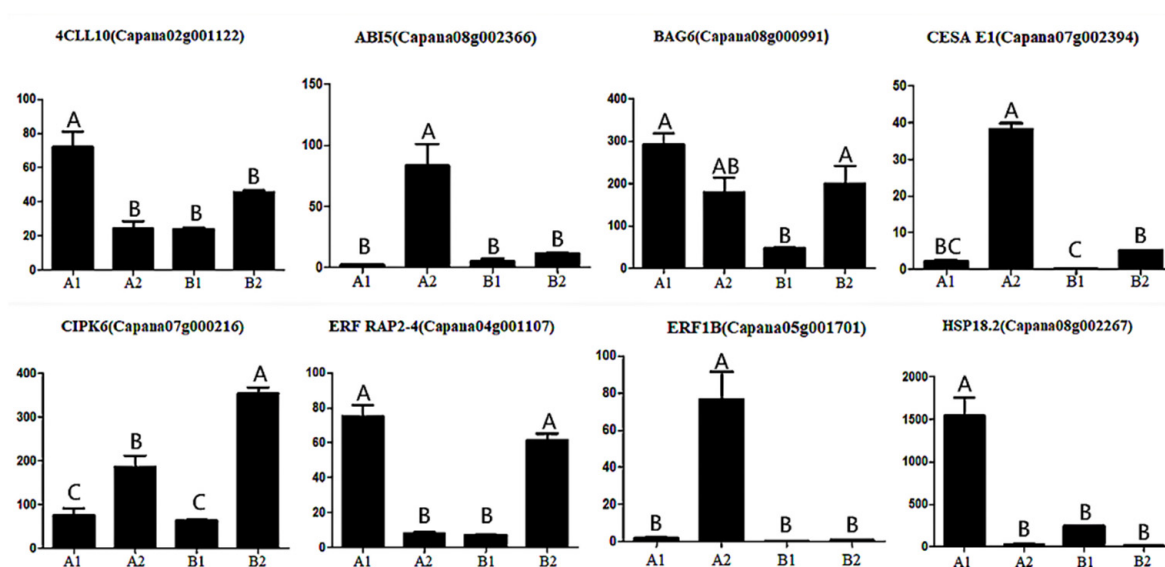 4CLL10(Capana02g001122)
100
80
60
40
20
0
A
B
B
B
A1 A2 B1 B2
ABI5(Capana08g002366)
150
100
50
0
B
A
B
B
A1 A2 B1 B2
BAG6(Capana08g000991)
400
300
200
100
0
A
AB
B
A
A1 A2 B1 B2
CESA E1(Capana07g002394)
50
40
30
20
10
0
BC
A
C
B
A1 A2 B1 B2
CIPK6(Capana07g000216)
400
300
200
100
0
C
B
C
A
A1 A2 B1 B2
ERF RAP2-4(Capana04g001107)
100
80
60
40
20
0
A
B
B
A
A1 A2 B1 B2
ERF1B(Capana05g001701)
100
80
60
40
20
0
B
A
B
B
A1 A2 B1 B2
HSP18.2(Capana08g002267)
2000
1500
1000
500
0
A
B
B
B
A1 A2 B1 B2